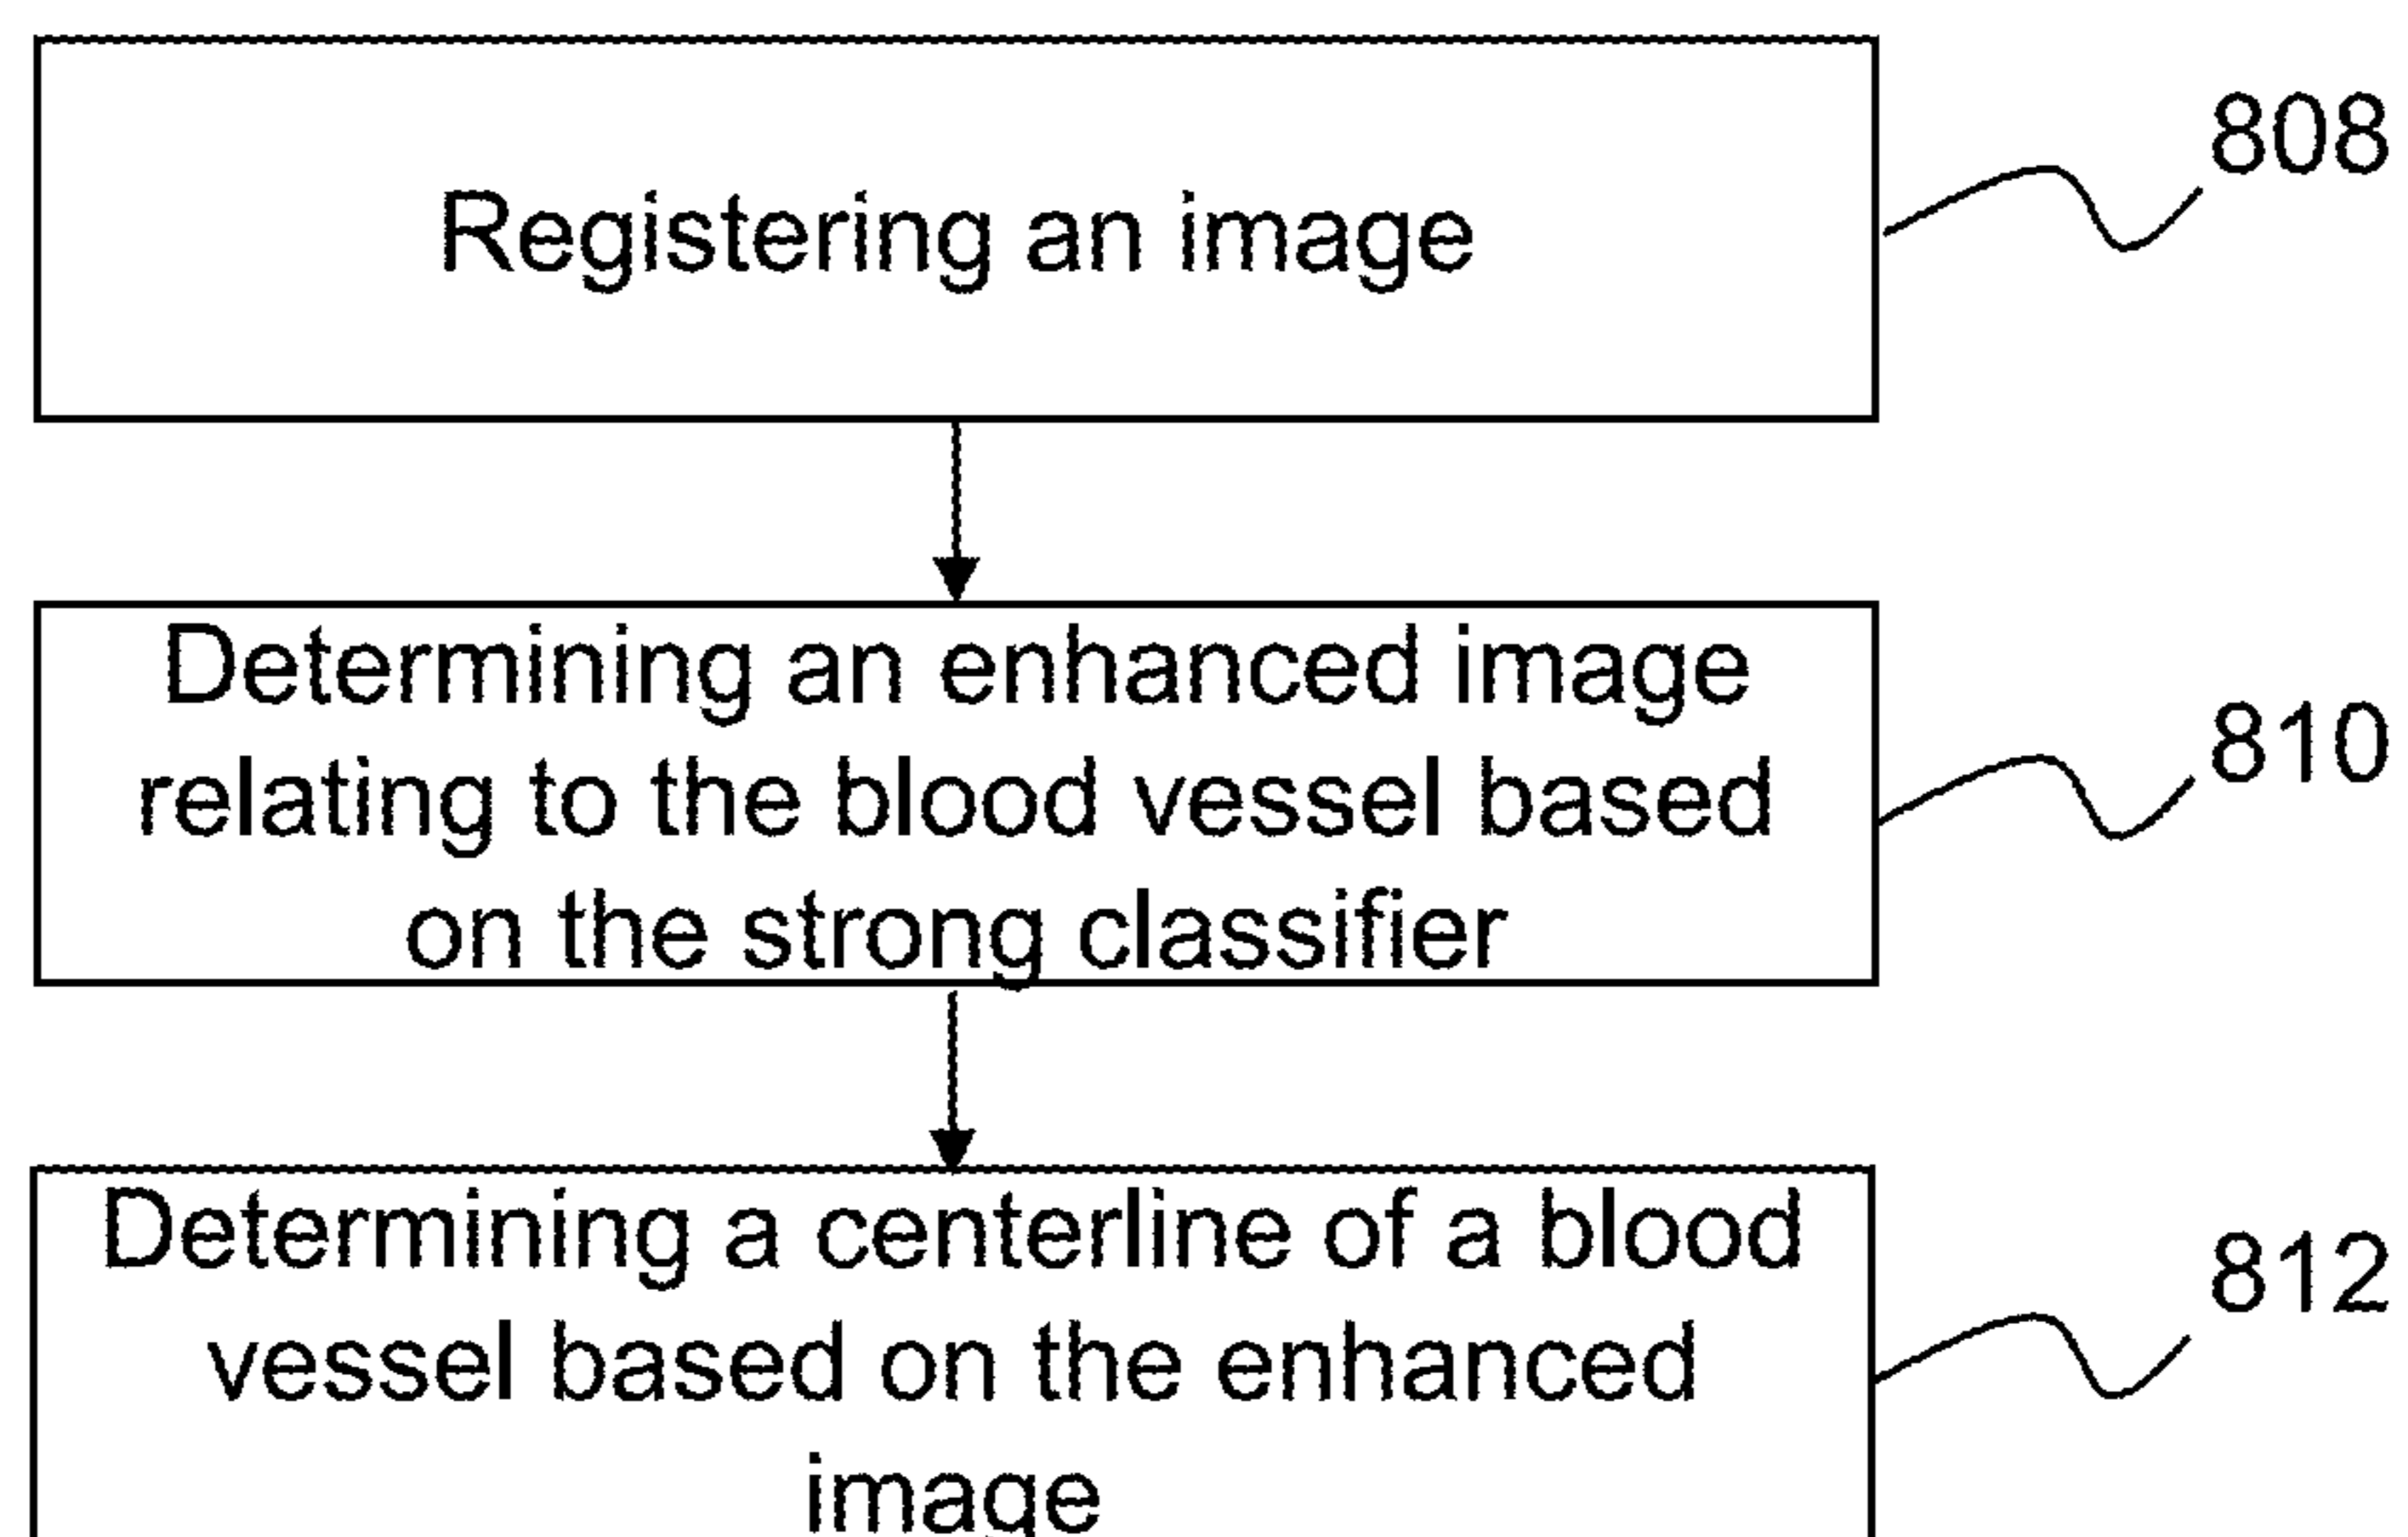 808
Registering an image
Determining an enhanced image
810
relating to the blood vessel based
on the strong classifier
Determining a centerline of a blood
812
vessel based on the enhanced
image